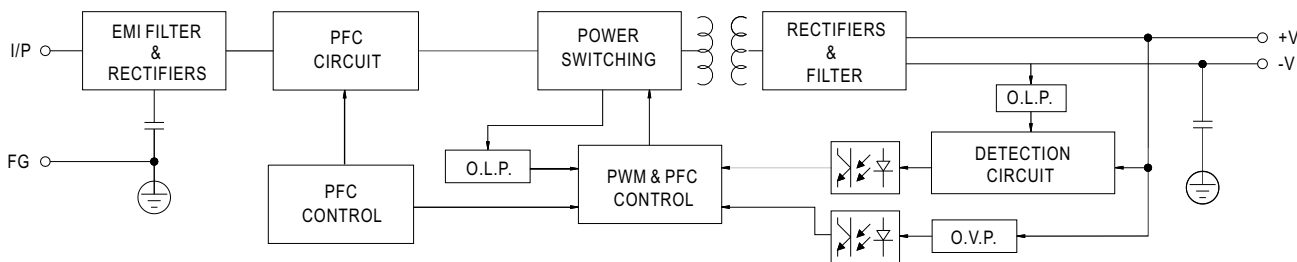 I/P
EMI FILTER
&
RECTIFIERS
PFC
CIRCUIT
POWER
SWITCHING
RECTIFIERS
&
FILTER
+V
-V
O.L.P.
FG
O.L.P.
PFC
CONTROL
PWM & PFC
CONTROL
DETECTION
CIRCUIT
O.V.P.